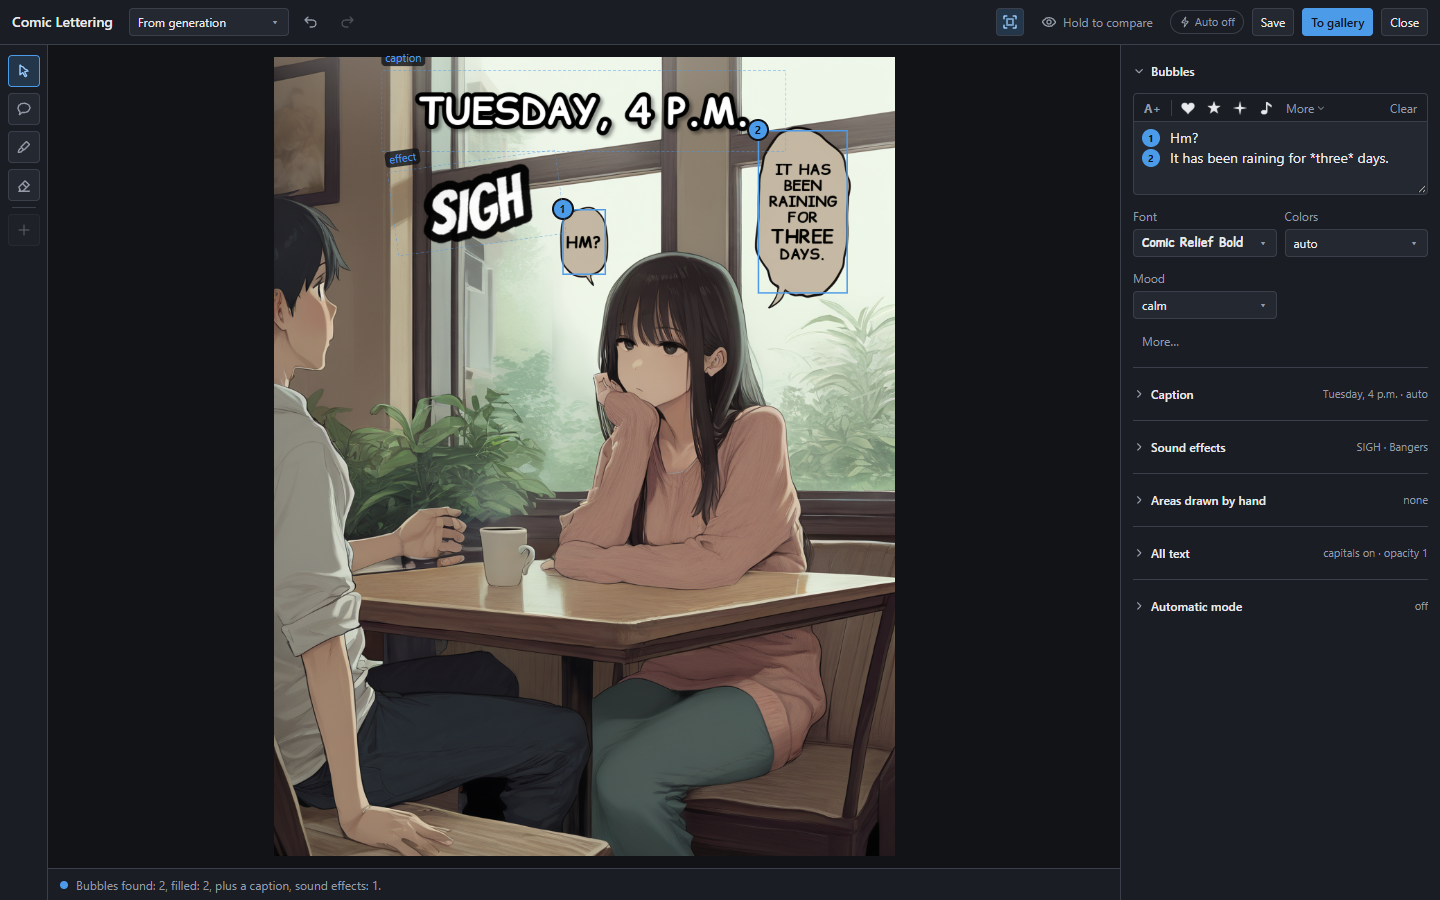 Comic Lettering
From generation
Hold to compare
Auto off
Save
To gallery
Close
caption
TUESDAY, 4 P.M.
effect
SIGH
1
HM?
2
IT HAS
BEEN
RAINING
FOR
THREE
DAYS.
Bubbles found: 2, filled: 2, plus a caption, sound effects: 1.
Bubbles
A+
More
Clear
1 Hm?
2 It has been raining for *three* days.
Font
Colors
Comic Relief Bold
auto
Mood
calm
More...
Caption
Tuesday, 4 p.m. · auto
Sound effects
SIGH · Bangers
Areas drawn by hand
none
All text
capitals on · opacity 1
Automatic mode
off